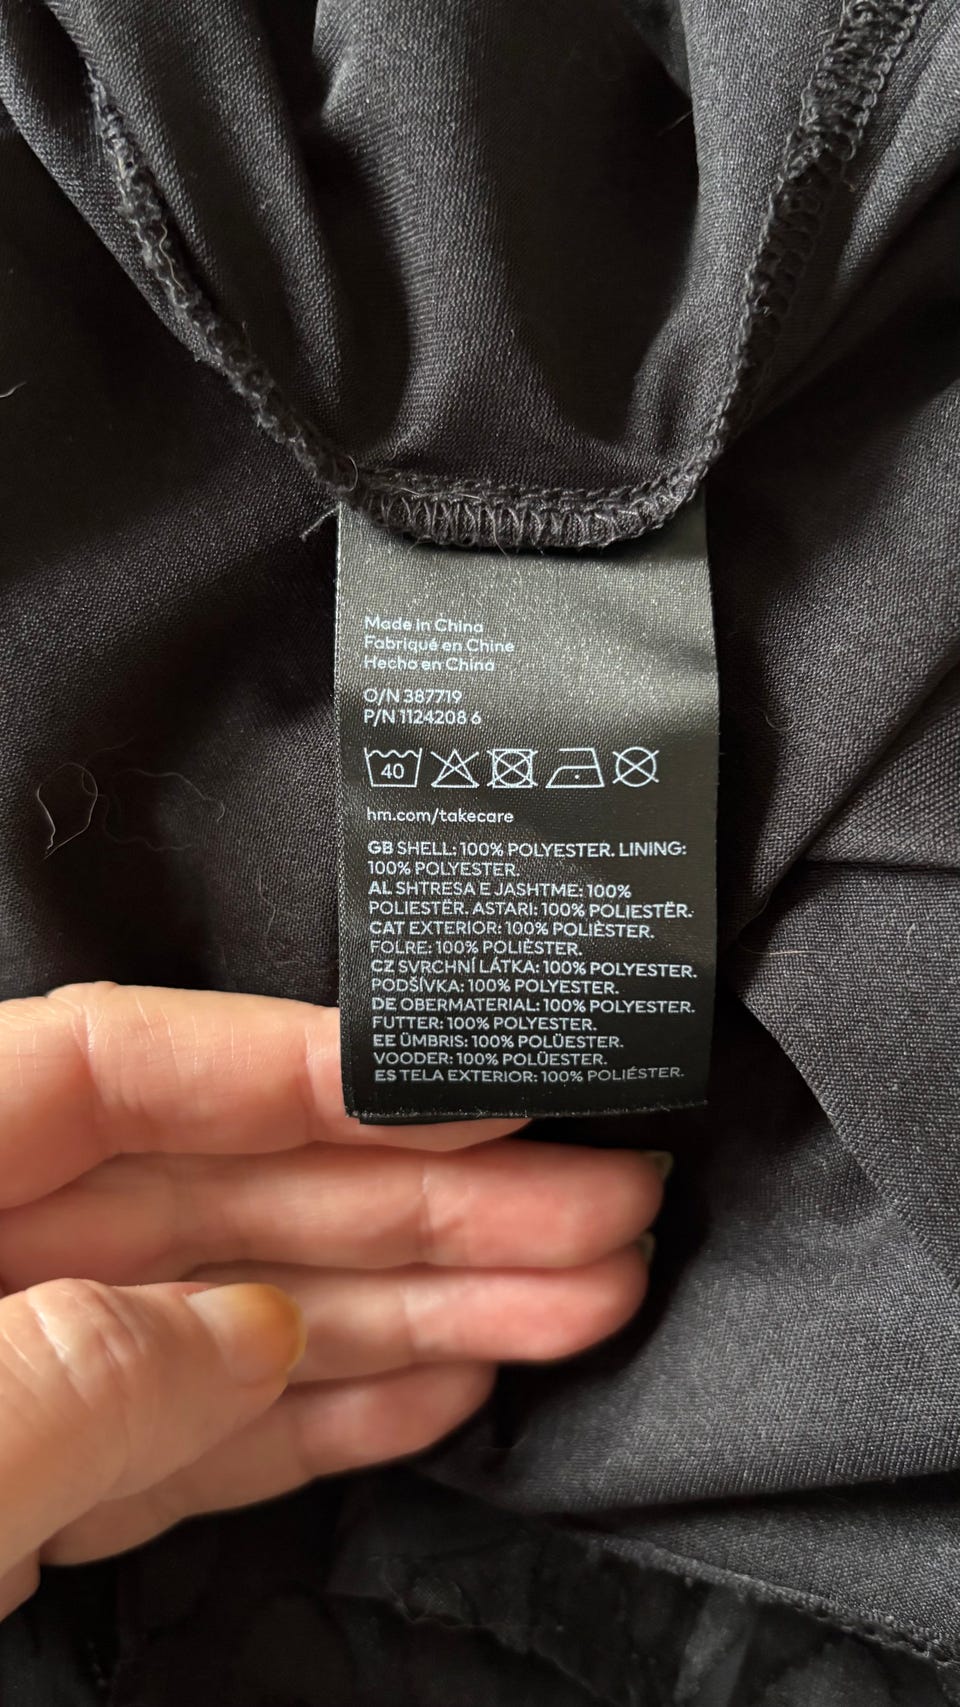 Made in China
Fabriqué en Chine
Hecho en China
O/N 387719
P/N 1124208 6
40
hm.com/takecare
GB SHELL: 100% POLYESTER. LINING:
100% POLYESTER.
AL SHTRESA E JASHTME: 100%
POLIESTËR. ASTARI: 100% POLIESTËR.
CAT EXTERIOR: 100% POLIÈSTER.
FOLRE: 100% POLIÈSTER.
CZ SVRCHNÍ LÁTKA: 100% POLYESTER.
PODŠÍVKA: 100% POLYESTER.
DE OBERMATERIAL: 100% POLYESTER.
FUTTER: 100% POLYESTER.
EE ÜMBRIS: 100% POLÜESTER.
VOODER: 100% POLÜESTER.
ES TELA EXTERIOR: 100% POLIÉSTER.